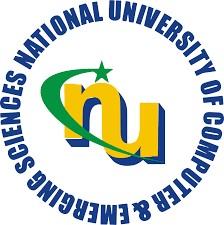 NATIONAL UNIVERSITY OF COMPUTER & EMERGING SCIENCES
nu